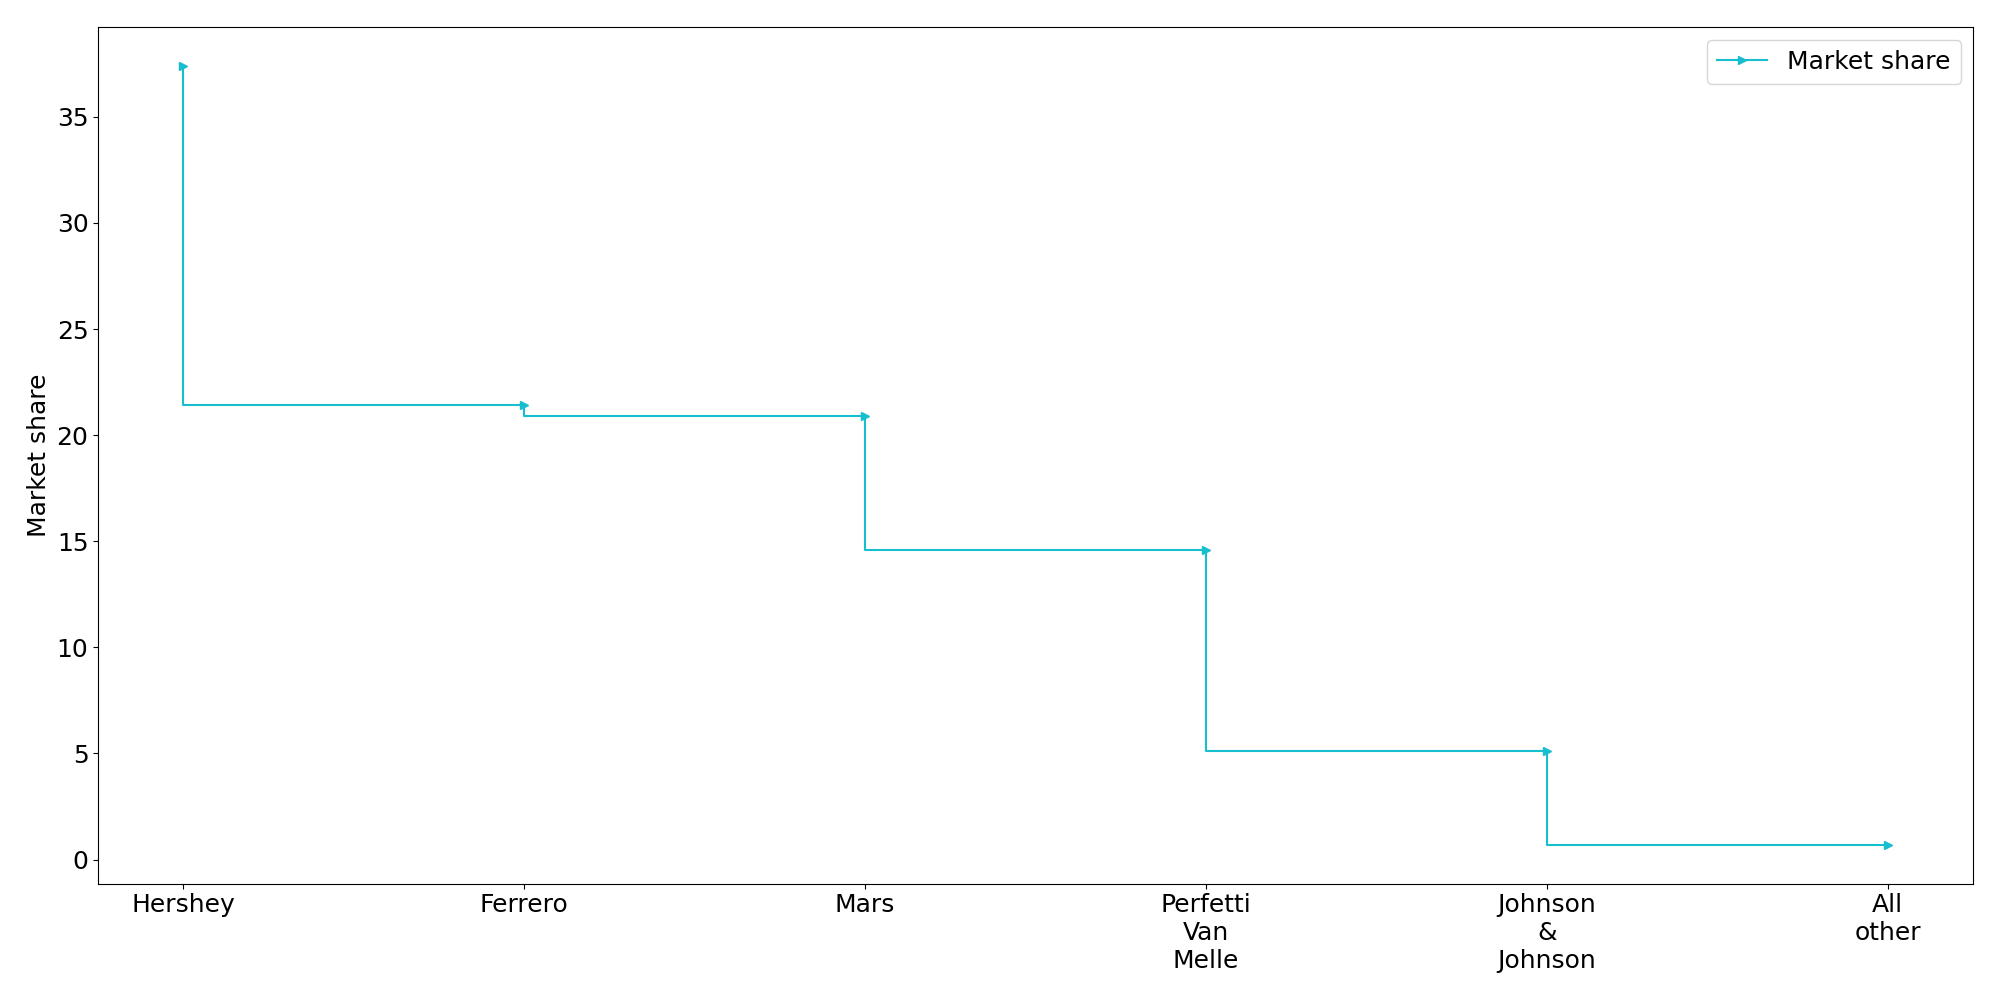 Market share
35
30
25
20
15
10
5
0
Market share
Hershey
Ferrero
Mars
Perfetti
Van
Melle
Johnson
&
Johnson
All
other